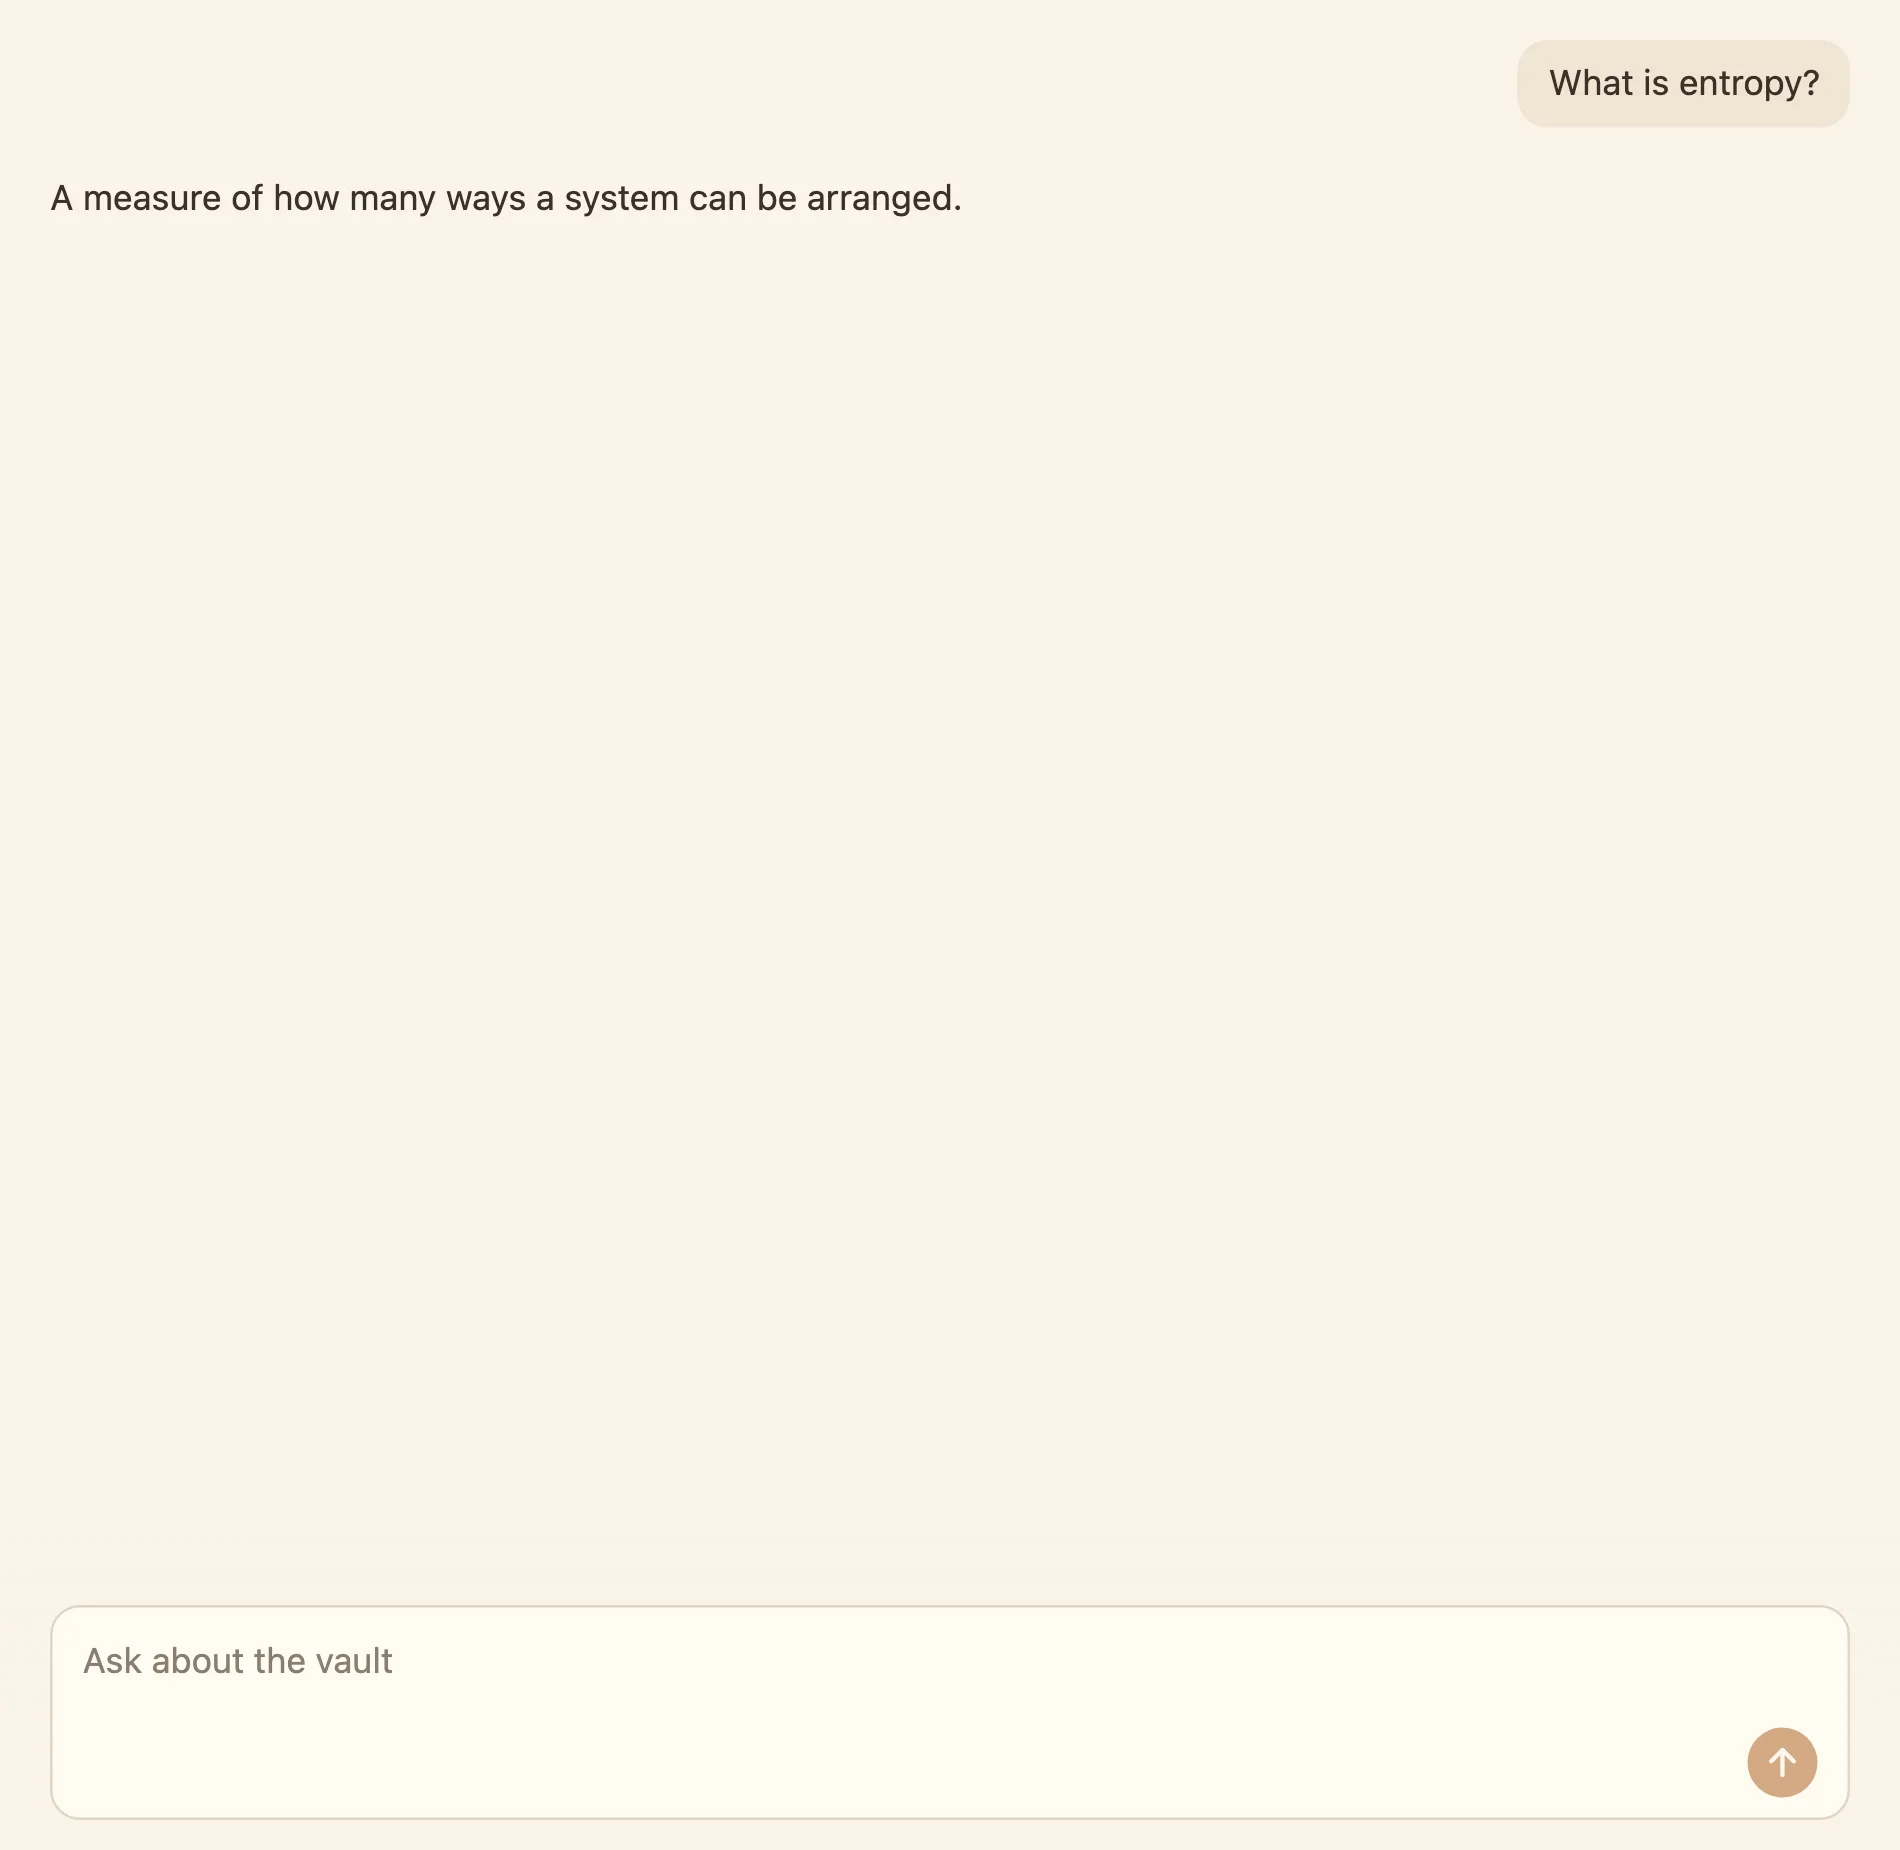 What is entropy?
A measure of how many ways a system can be arranged.
Ask about the vault